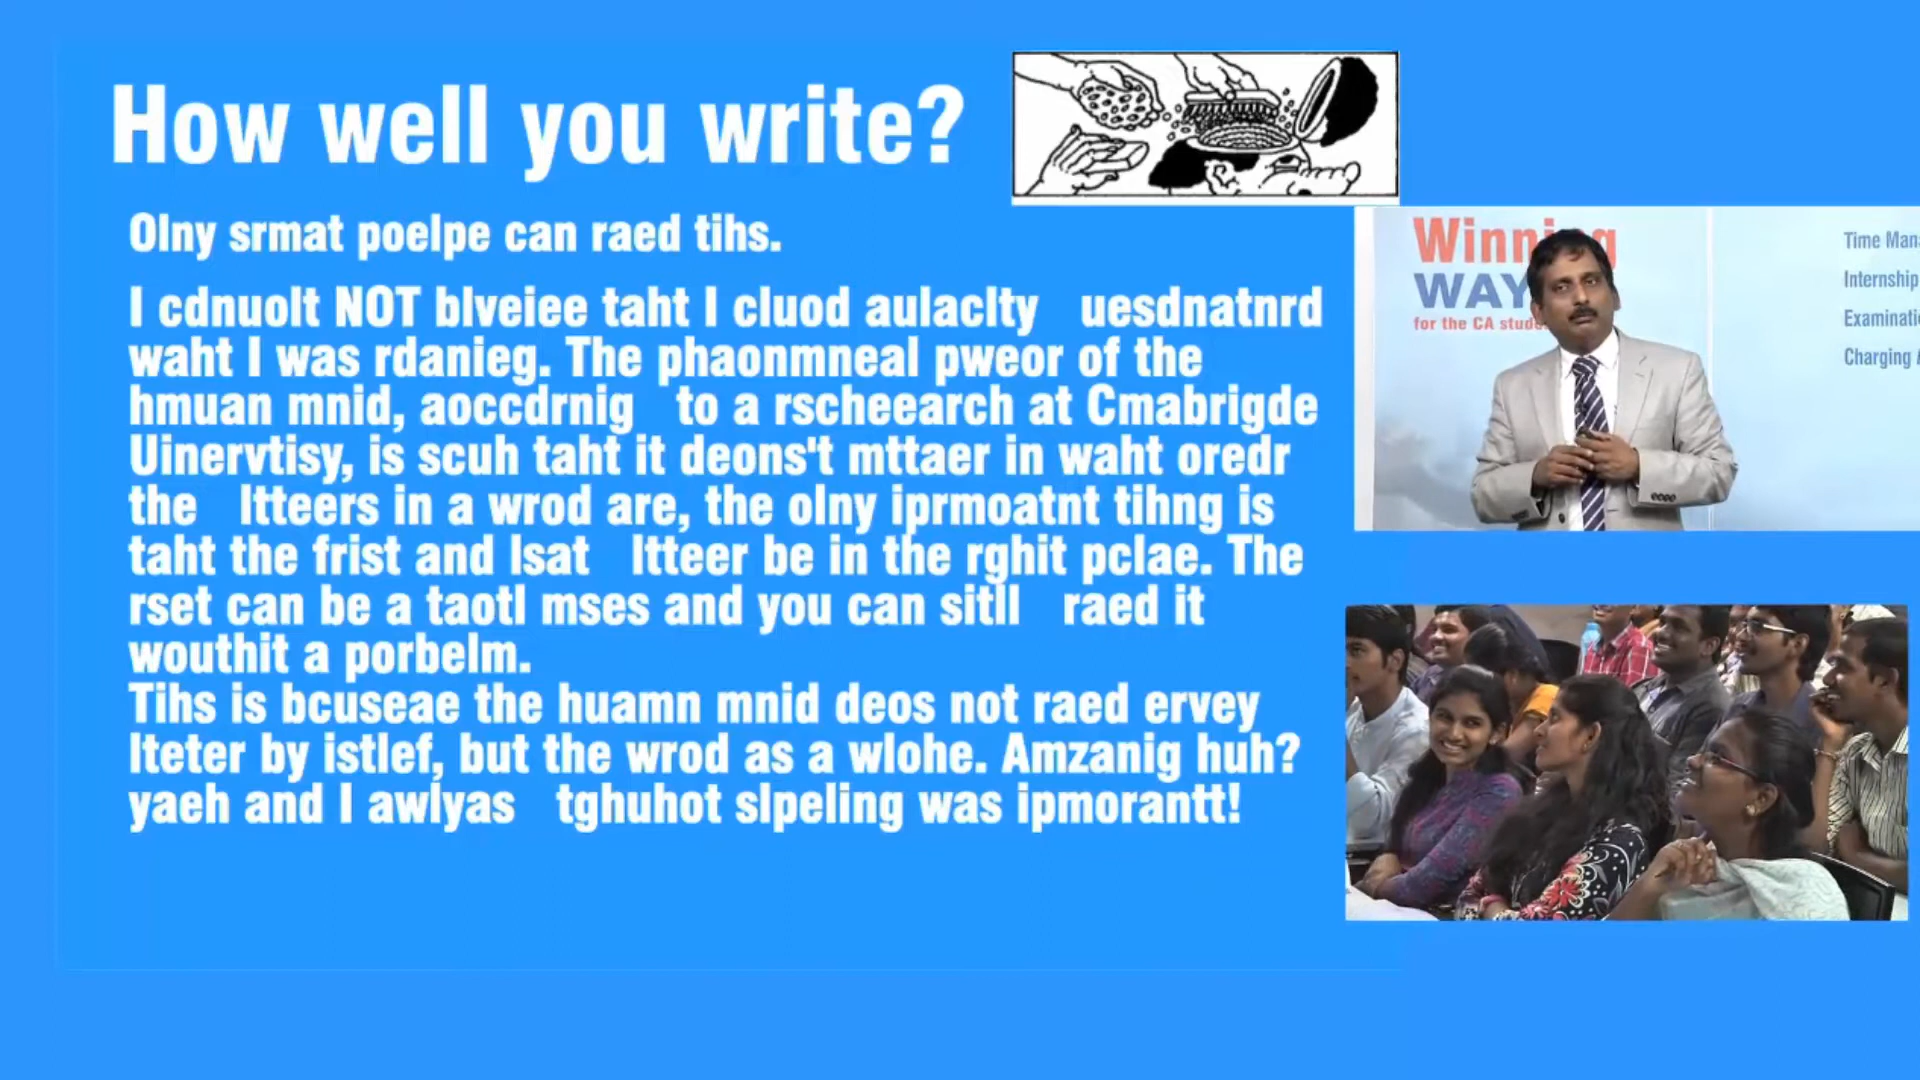 How well you write?
Olny srmat poelpe can raed tihs.
I cdnuolt NOT blveiee taht I cluod aulaclty uesdnatnrd
waht I was rdanieg. The phaonmneal pweor of the
hmuan mnid, aoccdrnig to a rscheearch at Cmabrigde
Uinervtisy, is scuh taht it deons't mttaer in waht oredr
the ltteers in a wrod are, the olny iprmoatnt tihng is
taht the frist and lsat ltteer be in the rghit pclae. The
rset can be a taotl mses and you can sitll raed it
wouthit a porbelm.
Tihs is bcuseae the huamn mnid deos not raed ervey
lteter by istlef, but the wrod as a wlohe. Amzanig huh?
yaeh and I awlyas tghuhot slpeling was ipmorantt!
Winning
WAY
for the CA stude
Time Man
Internship
Examinati
Charging